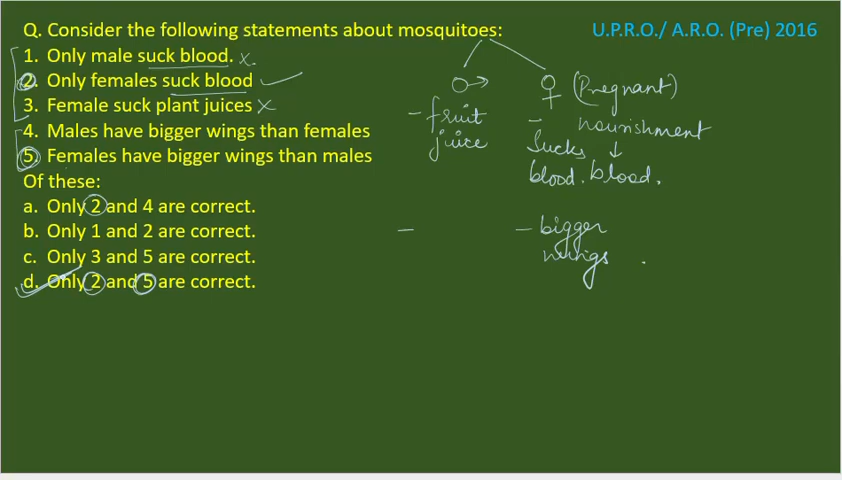 Q. Consider the following statements about mosquitoes:
U.P.R.O./ A.R.O. (Pre) 2016
1. Only male suck blood. x
2. Only females suck blood
3. Female suck plant juices x
4. Males have bigger wings than females
5. Females have bigger wings than males
Of these:
a. Only 2 and 4 are correct.
b. Only 1 and 2 are correct.
c. Only 3 and 5 are correct.
d. Only 2 and 5 are correct.
♂
- fruit
juice
♀ (Pregnant)
nourishment
↓
blood.
- Sucks
blood.
-
- bigger
wings